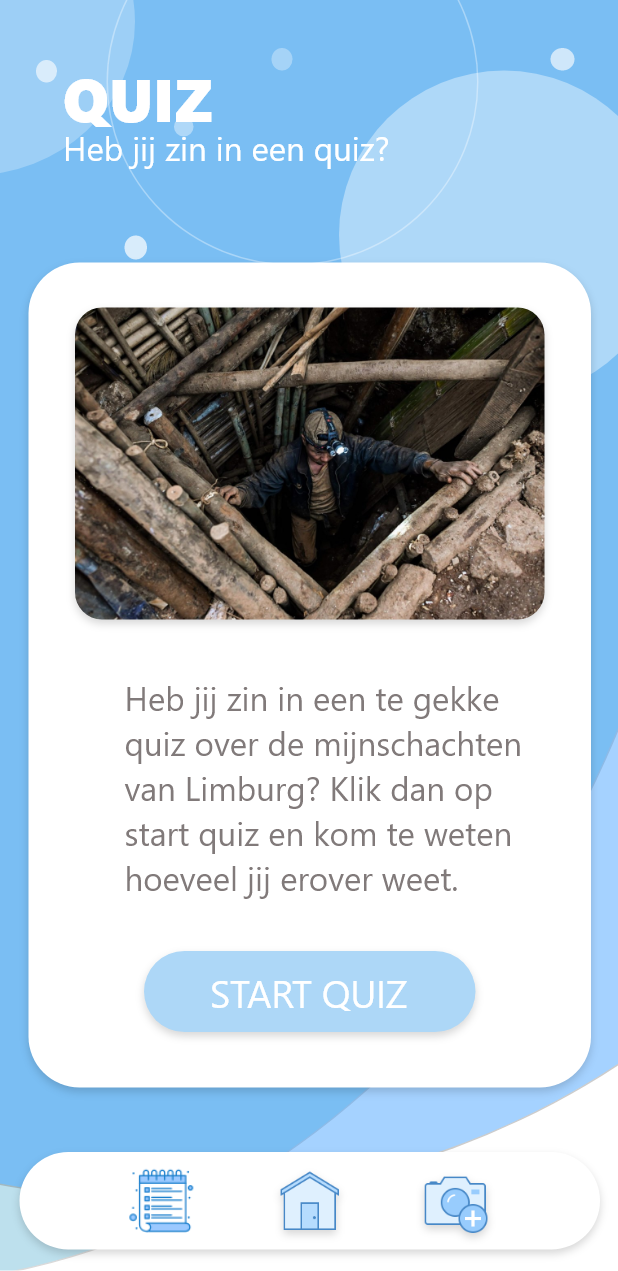 QUIZ
Heb jij zin in een quiz?
Heb jij zin in een te gekke
quiz over de mijnschachten
van Limburg? Klik dan op
start quiz en kom te weten
hoeveel jij erover weet.
START QUIZ